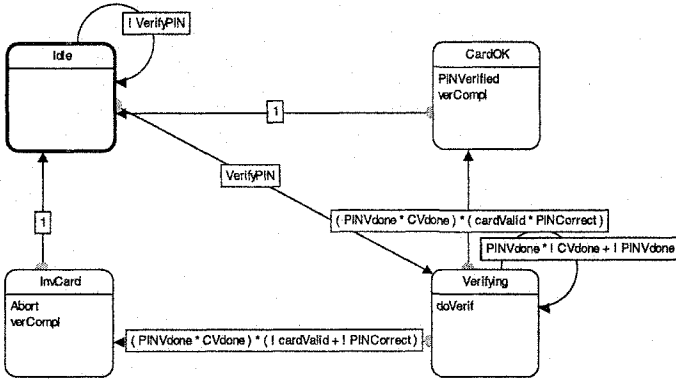 ! VerifyPIN
Idle
CardOK
PINVerified
verCompl
1
VerifyPIN
( PINVdone * CVdone ) * ( cardValid * PINCorrect )
1
PINVdone * ! CVdone + ! PINVdone
InvCard
Abort
verCompl
Verifying
doVerif
( PINVdone * CVdone ) * ( ! cardValid + ! PINCorrect )